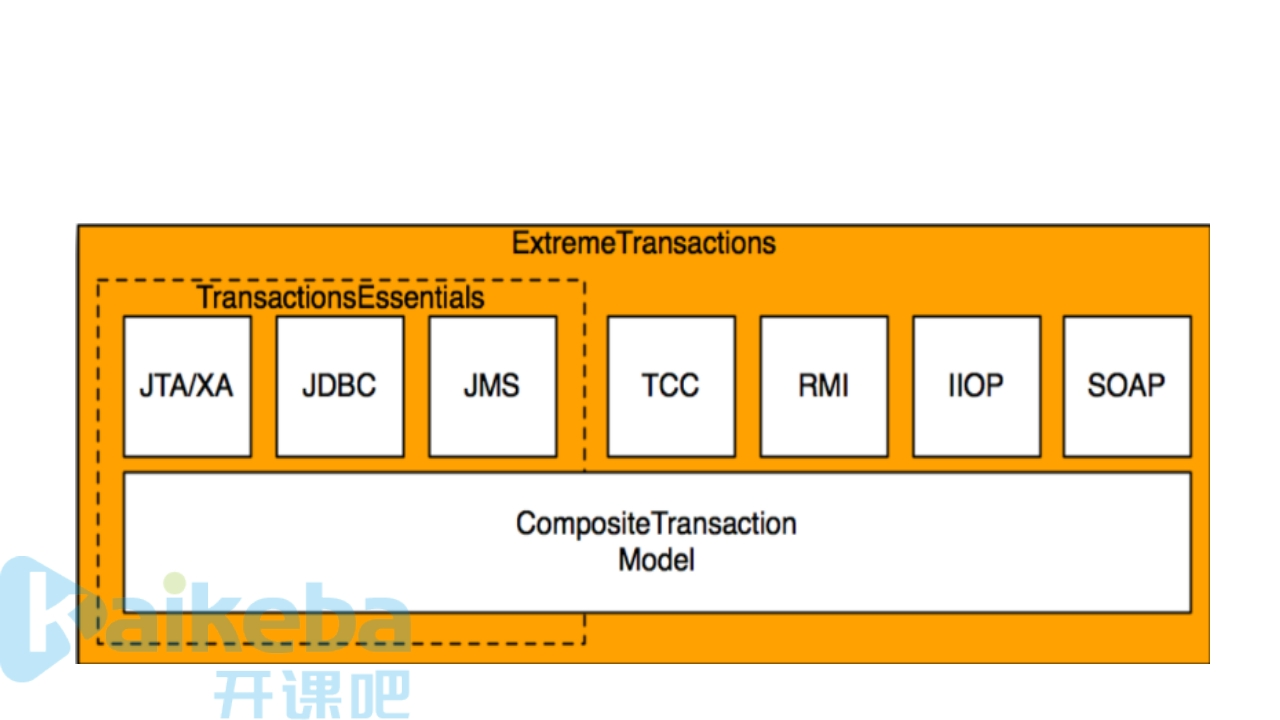 ExtremeTransactions
TransactionsEssentials
JTA/XA
JDBC
JMS
TCC
RMI
IIOP
SOAP
CompositeTransaction
Model
kaikeba
开课吧